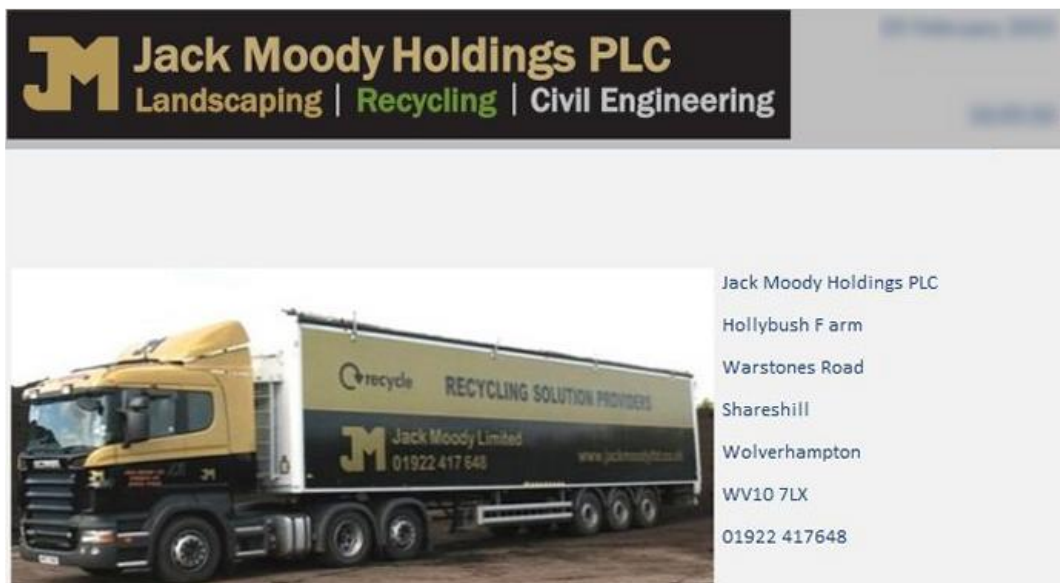 JM Jack Moody Holdings PLC
Landscaping | Recycling | Civil Engineering
Jack Moody Holdings PLC
Hollybush F arm
Warstones Road
Shareshill
Wolverhampton
WV10 7LX
01922 417648
recycle RECYCLING SOLUTION PROVIDERS
JM Jack Moody Limited
01922 417 648
www.jackmoodyltd.co.uk
SCANIA
JM